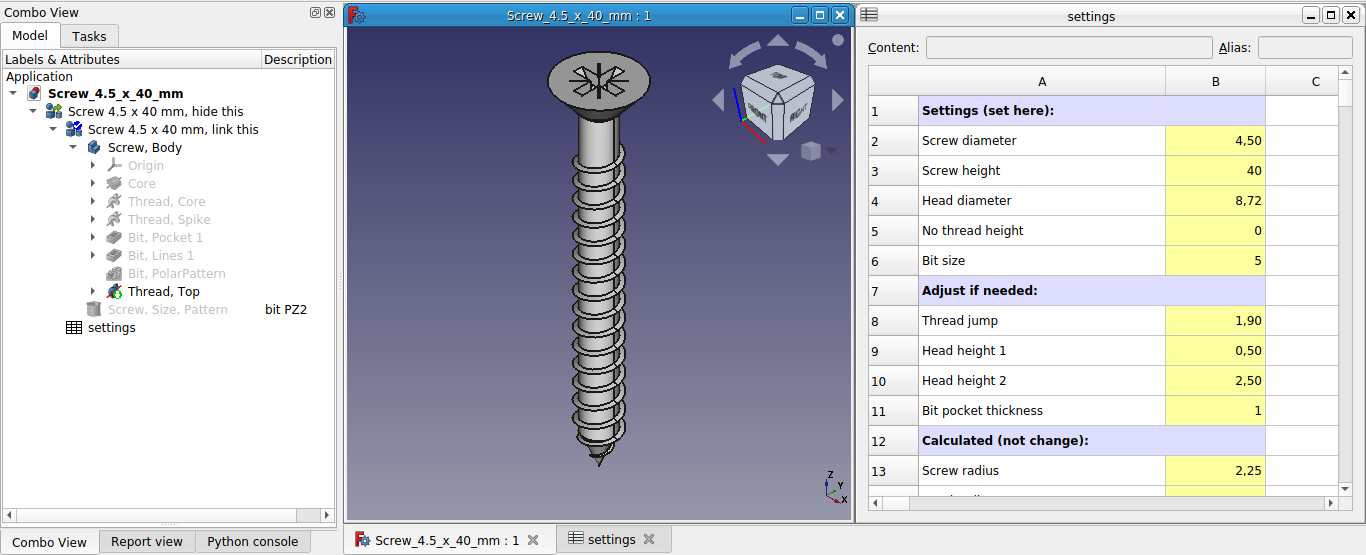 Combo View
Model
Tasks
Labels & Attributes
Description
Application
Screw_4.5_x_40_mm
Screw 4.5 x 40 mm, hide this
Screw 4.5 x 40 mm, link this
Screw, Body
Origin
Core
Thread, Core
Thread, Spike
Bit, Pocket 1
Bit, Lines 1
Bit, PolarPattern
Thread, Top
Screw, Size, Pattern bit PZ2
settings
Combo View
Report view
Python console
Screw_4.5_x_40_mm : 1
RIGHT
Z
Y
X
Screw_4.5_x_40_mm : 1
settings
settings
Content:
Alias:
A B C
1 Settings (set here):
2 Screw diameter 4,50
3 Screw height 40
4 Head diameter 8,72
5 No thread height 0
6 Bit size 5
7 Adjust if needed:
8 Thread jump 1,90
9 Head height 1 0,50
10 Head height 2 2,50
11 Bit pocket thickness 1
12 Calculated (not change):
13 Screw radius 2,25